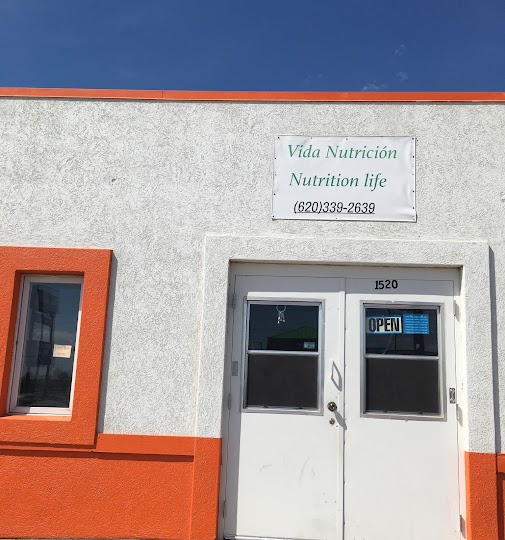 Vida Nutrición
Nutrition life
(620)339-2639
1520
OPEN